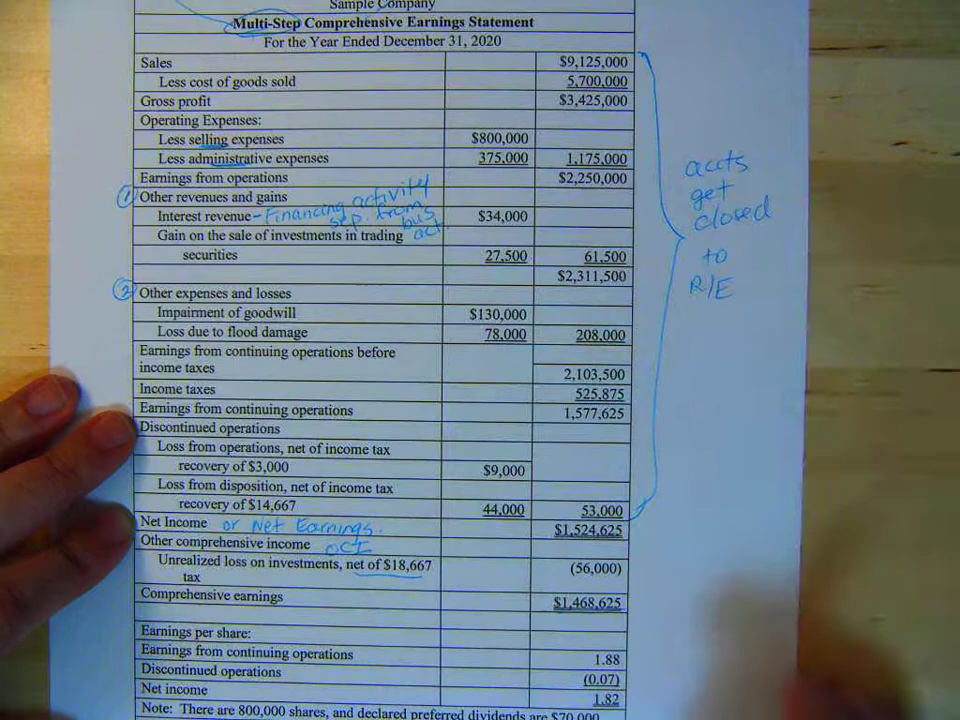 Sample Company
Multi-Step Comprehensive Earnings Statement
For the Year Ended December 31, 2020
Sales $9,125,000
Less cost of goods sold 5,700,000
Gross profit $3,425,000
Operating Expenses:
Less selling expenses $800,000
Less administrative expenses 375,000 1,175,000
Earnings from operations $2,250,000
1 Other revenues and gains
Interest revenue - Financing activity $34,000
sep. from bus act.
Gain on the sale of investments in trading
securities 27,500 61,500
$2,311,500
2 Other expenses and losses
Impairment of goodwill $130,000
Loss due to flood damage 78,000 208,000
Earnings from continuing operations before
income taxes 2,103,500
Income taxes 525,875
Earnings from continuing operations 1,577,625
Discontinued operations
Loss from operations, net of income tax
recovery of $3,000 $9,000
Loss from disposition, net of income tax
recovery of $14,667 44,000 53,000
Net Income or Net Earnings. $1,524,625
Other comprehensive income OCI
Unrealized loss on investments, net of $18,667 (56,000)
tax
Comprehensive earnings $1,468,625
Earnings per share:
Earnings from continuing operations 1.88
Discontinued operations (0.07)
Net income 1.82
Note: There are 800,000 shares, and declared preferred dividends are $70,000
accts
get
closed
to
R/E